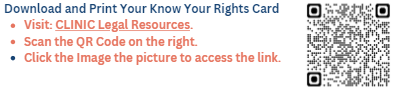 Download and Print Your Know Your Rights Card
• Visit: CLINIC Legal Resources.
• Scan the QR Code on the right.
• Click the Image the picture to access the link.